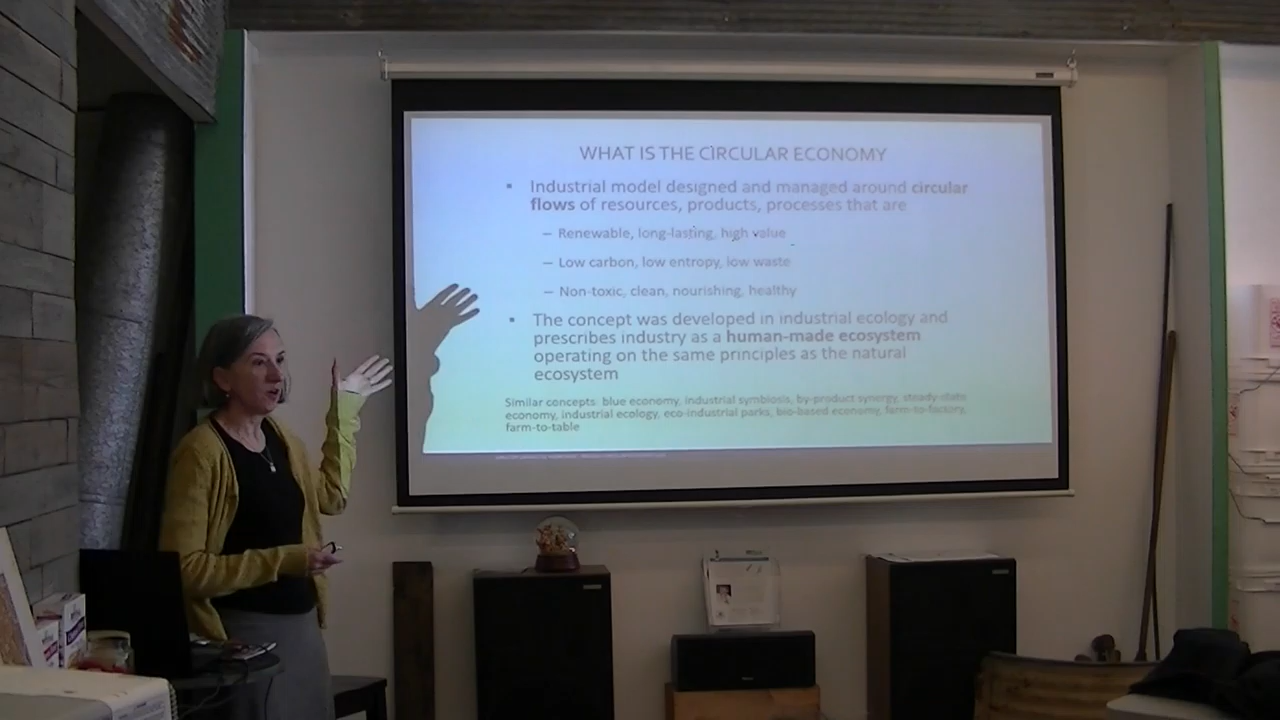 WHAT IS THE CIRCULAR ECONOMY
▪ Industrial model designed and managed around circular
flows of resources, products, processes that are
– Renewable, long-lasting, high value
– Low carbon, low entropy, low waste
– Non-toxic, clean, nourishing, healthy
▪ The concept was developed in industrial ecology and
prescribes industry as a human-made ecosystem
operating on the same principles as the natural
ecosystem
Similar concepts: blue economy, industrial symbiosis, by-product synergy, steady-state
economy, industrial ecology, eco-industrial parks, bio-based economy, farm-to-factory,
farm-to-table